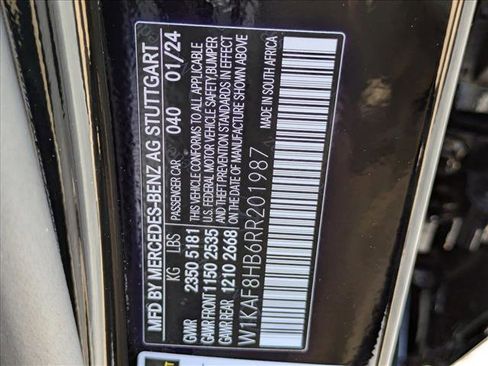 MFD BY MERCEDES-BENZ AG STUTTGART
PASSENGER CAR 040 01/24
KG LBS
GVWR 2350 5181
GAWR FRONT 1150 2535
GAWR REAR 1210 2668
THIS VEHICLE CONFORMS TO ALL APPLICABLE
U.S. FEDERAL MOTOR VEHICLE SAFETY,BUMPER
AND THEFT PREVENTION STANDARDS IN EFFECT
ON THE DATE OF MANUFACTURE SHOWN ABOVE
W1KAF8HB6RR201987
MADE IN SOUTH AFRICA